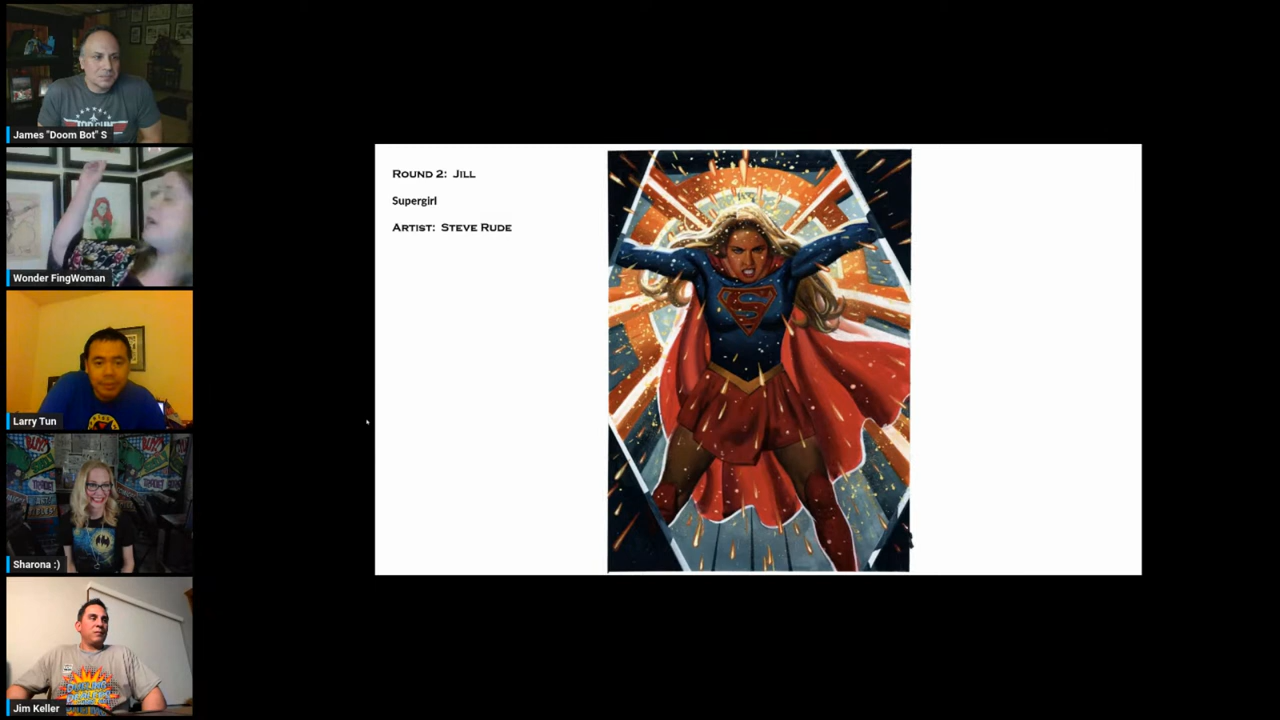 James "Doom Bot" S
Wonder FingWoman
Larry Tun
Sharona :)
Jim Keller
Round 2: Jill
Supergirl
Artist: Steve Rude